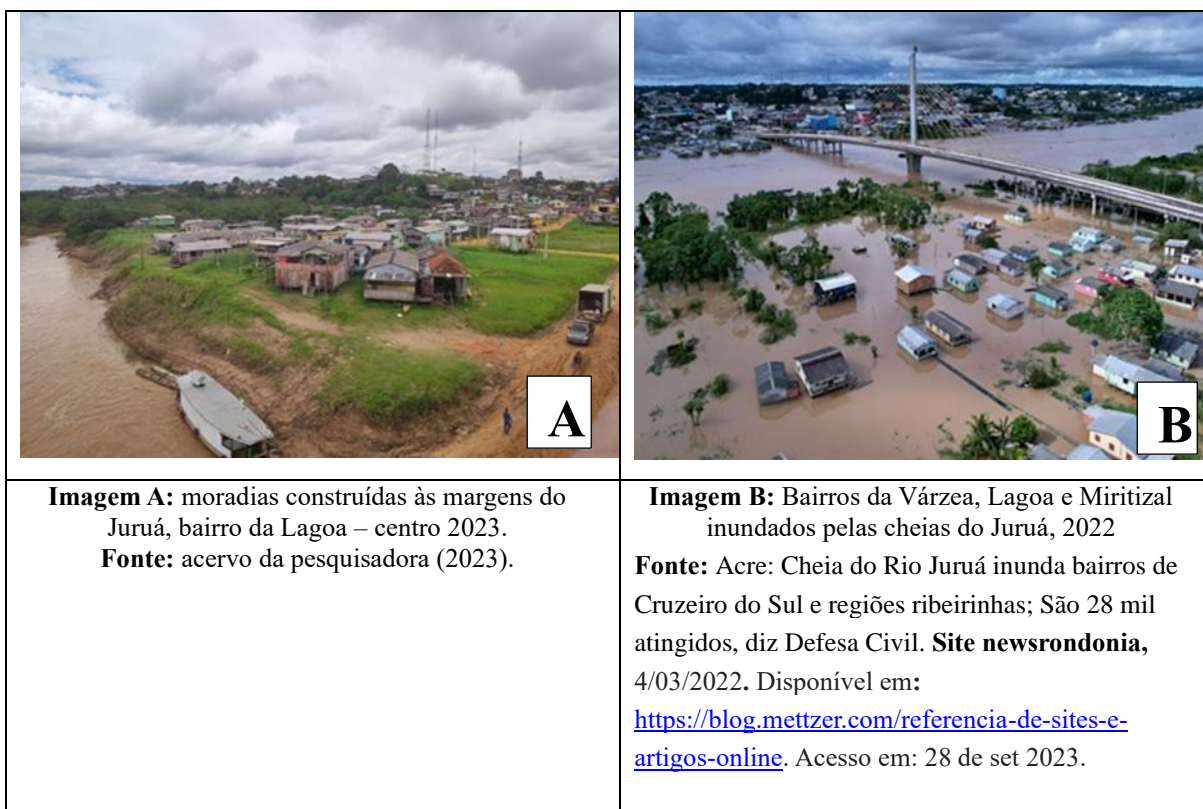 A
B
Imagem A: moradias construídas às margens do
Juruá, bairro da Lagoa – centro 2023.
Fonte: acervo da pesquisadora (2023).
Imagem B: Bairros da Várzea, Lagoa e Miritizal
inundados pelas cheias do Juruá, 2022
Fonte: Acre: Cheia do Rio Juruá inunda bairros de
Cruzeiro do Sul e regiões ribeirinhas; São 28 mil
atingidos, diz Defesa Civil. Site newsrondonia,
4/03/2022. Disponível em:
https://blog.mettzer.com/referencia-de-sites-e-
artigos-online. Acesso em: 28 de set 2023.